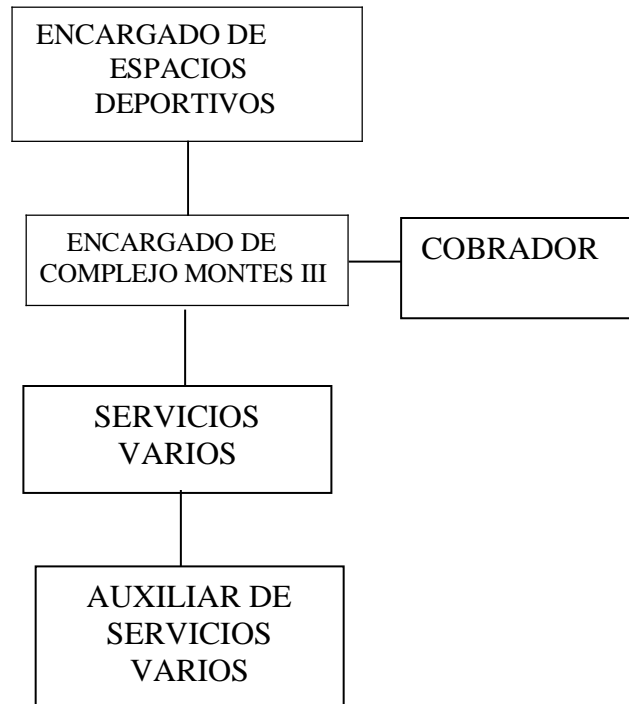 ENCARGADO DE
ESPACIOS
DEPORTIVOS
ENCARGADO DE
COMPLEJO MONTES III
COBRADOR
SERVICIOS
VARIOS
AUXILIAR DE
SERVICIOS
VARIOS